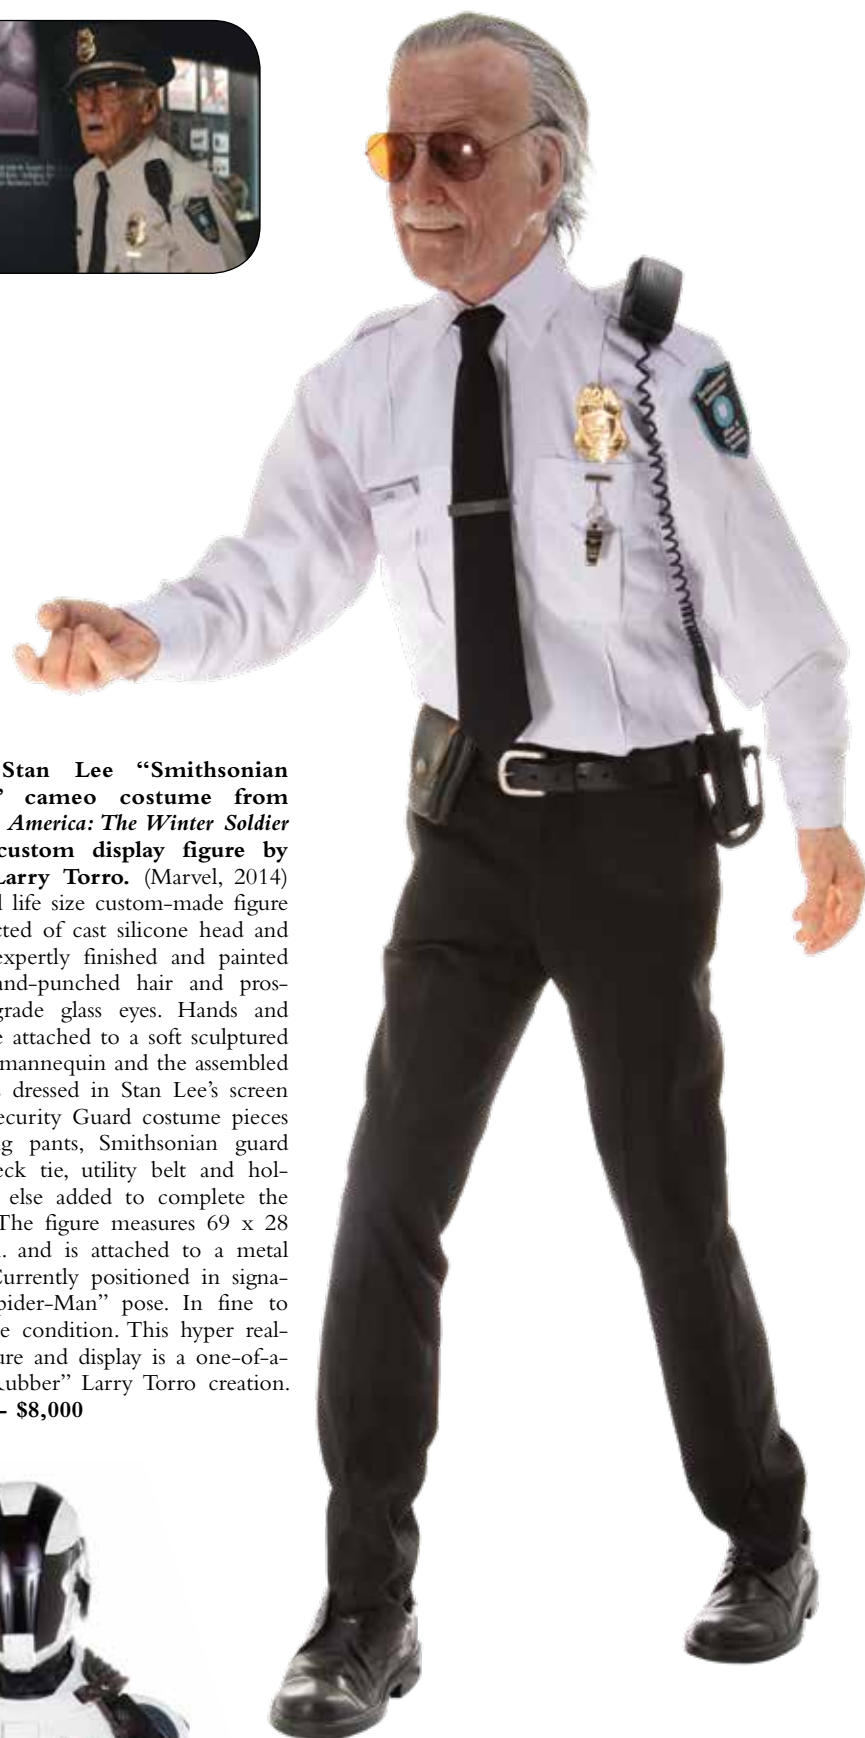 Stan Lee “Smithsonian
” cameo costume from
America: The Winter Soldier
custom display figure by
Larry Torro. (Marvel, 2014)
life size custom-made figure
cted of cast silicone head and
expertly finished and painted
and-punched hair and pros-
grade glass eyes. Hands and
e attached to a soft sculptured
mannequin and the assembled
dressed in Stan Lee’s screen
ecurity Guard costume pieces
g pants, Smithsonian guard
eck tie, utility belt and hol-
else added to complete the
The figure measures 69 x 28
. and is attached to a metal
Currently positioned in signa-
pider-Man” pose. In fine to
e condition. This hyper real-
ure and display is a one-of-a-
ubber” Larry Torro creation.
– $8,000